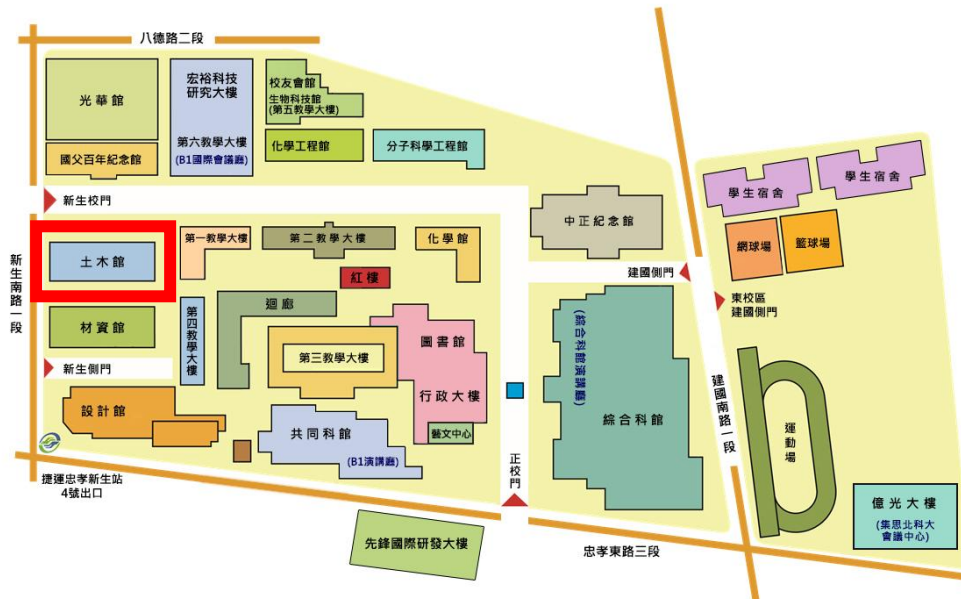 八德路二段
光華館
宏裕科技
研究大樓
第六教學大樓
(B1國際會議廳)
校友會館
生物科技館
(第五教學大樓)
化學工程館
分子科學工程館
國父百年紀念館
新生校門
中正紀念館
學生宿舍
學生宿舍
網球場
籃球場
新生南路一段
土木館
第一教學大樓
第二教學大樓
化學館
紅樓
建國側門
東校區
建國側門
材資館
第四教學大樓
迴廊
第三教學大樓
圖書館
行政大樓
藝文中心
(綜合科館演講廳)
綜合科館
建國南路一段
運動場
新生側門
設計館
共同科館
(B1演講廳)
正校門
捷運忠孝新生站
4號出口
先鋒國際研發大樓
忠孝東路三段
億光大樓
(集思北科大
會議中心)